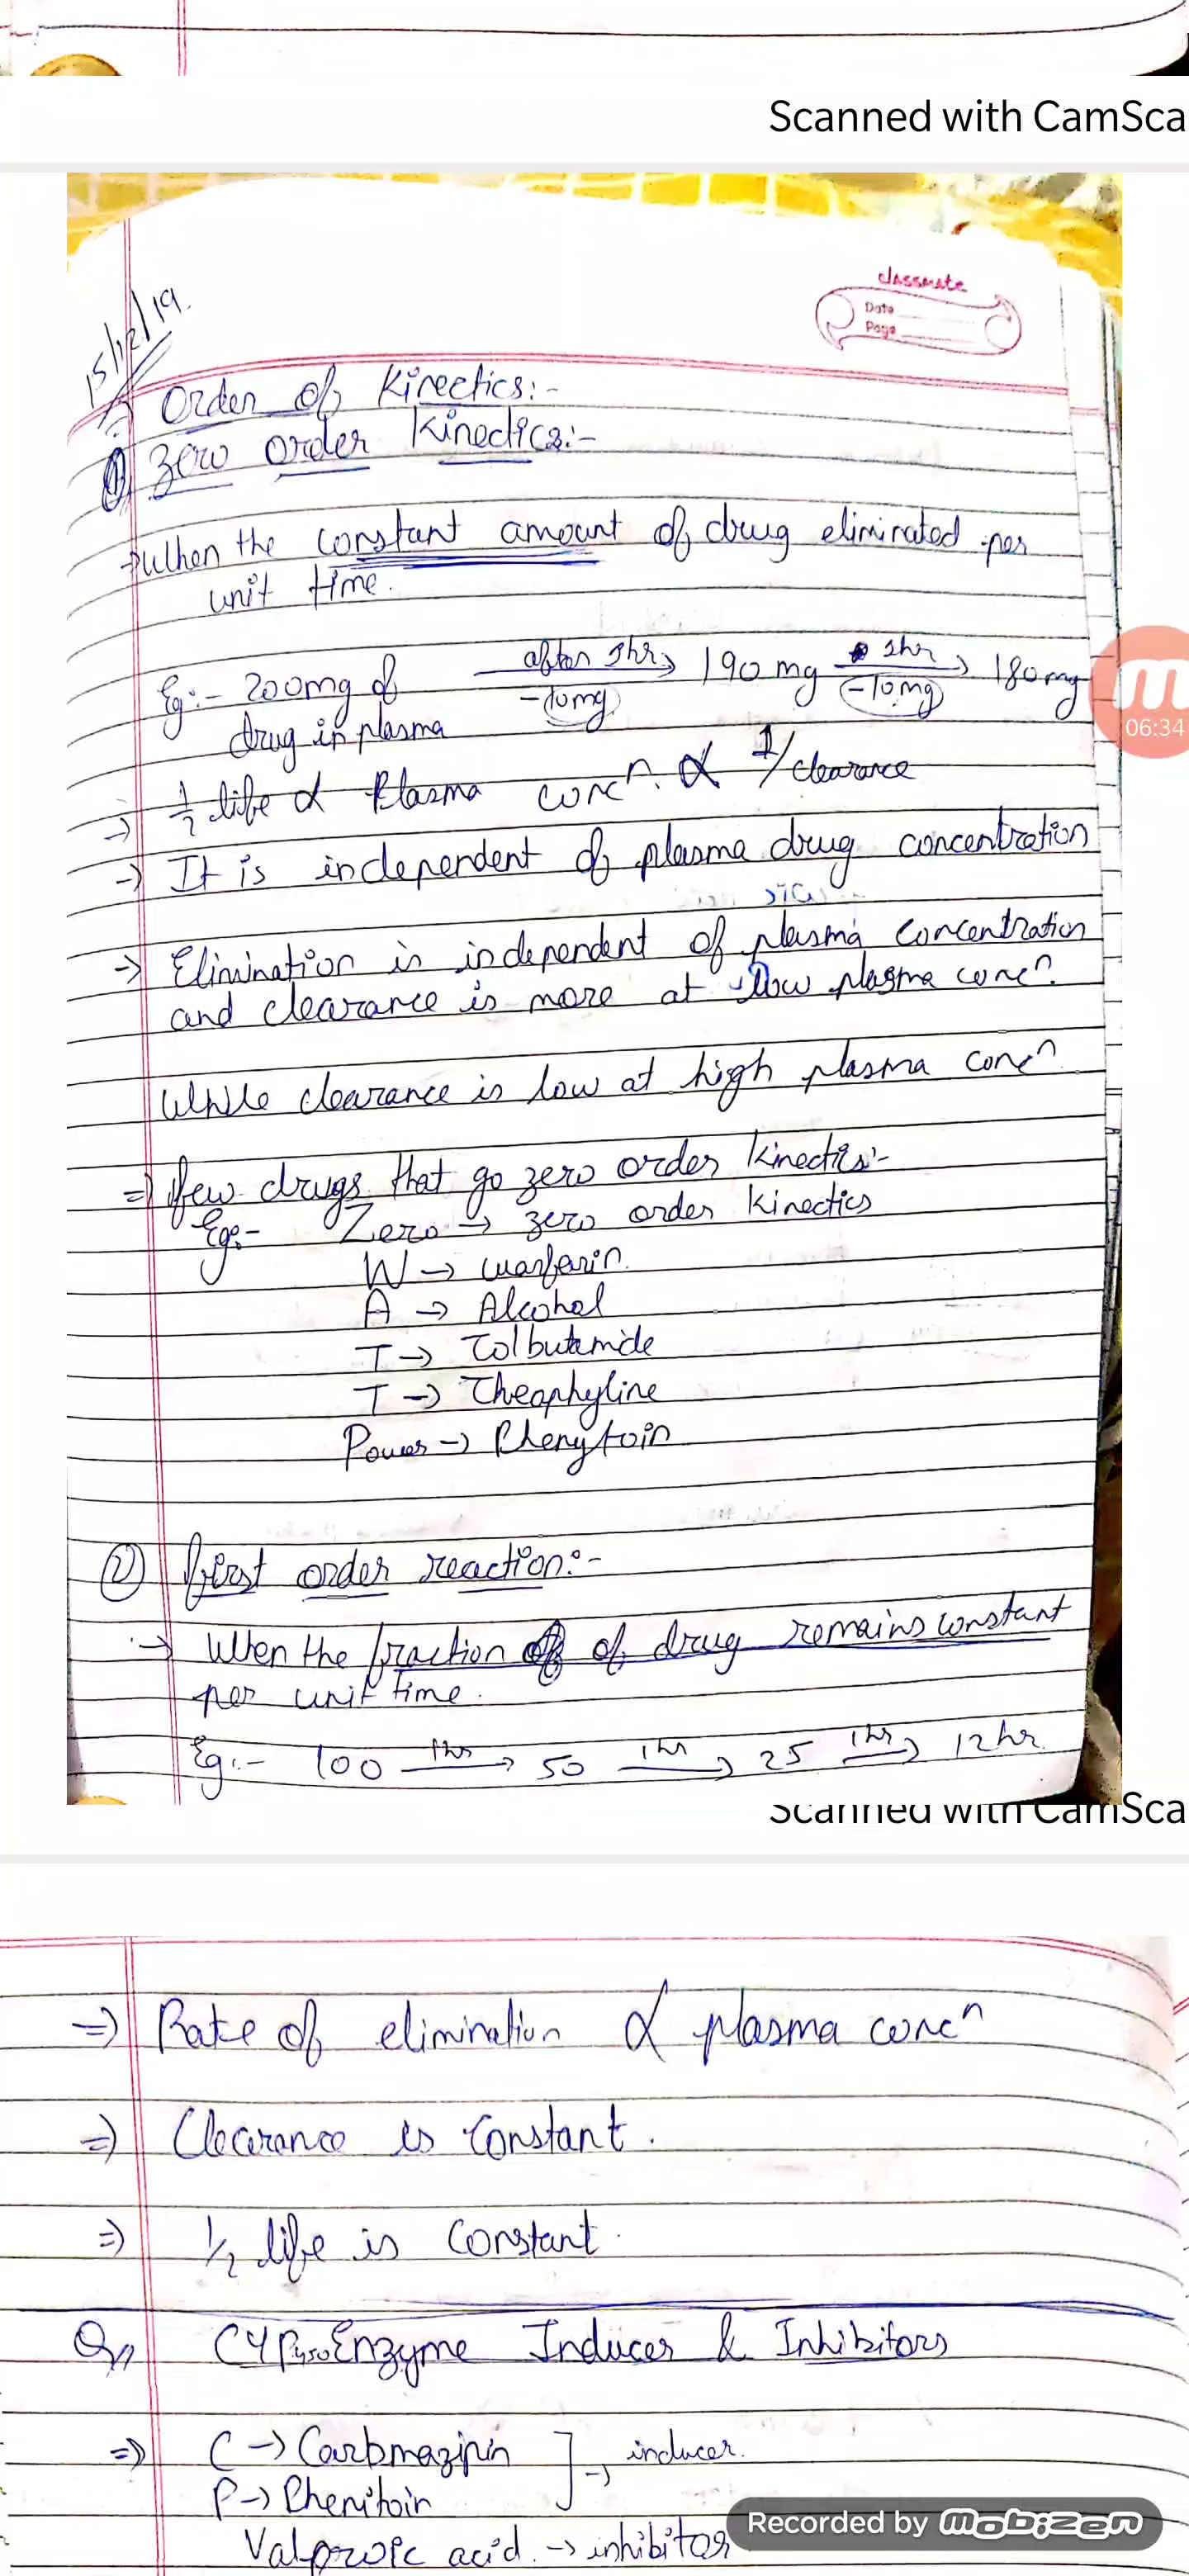 Scanned with CamSca
classmate
Date
Page
15/12/19.
Order of Kinectics:-
① Zero order Kinectics:-
→ When the constant amount of drug eliminated per
unit time.
Eg:- 200mg of drug in plasma after 1hr → -10mg 190 mg 1hr → -10mg 180mg
→ 1/2 life ∝ Plasma concn. ∝ 1/clearance
→ It is independent of plasma drug concentration
→ Elimination is independent of plasma concentration
and clearance is more at low plasma concn.
While clearance is low at high plasma concn
⇒ few drugs that go zero order kinectics:-
Eg:- Zero → zero order kinectics
W → warfarin.
A → Alcohol
T → Tolbutamide
T → Theophyline
Power → Phenytoin
② first order reaction:-
→ When the fraction of drug remains constant
per unit time.
Eg:- 100 1hr → 50 1hr → 25 1hr → 12hr.
Scanned with CamSca
⇒ Rate of elimination ∝ plasma concn
⇒ Clearance is constant.
⇒ 1/2 life is constant.
Q CYP450 Enzyme Inducer & Inhibitors
⇒ C → Carbmazipin ] → inducer.
P → Phenitoin
Valproic acid. → inhibitor
06:34
Recorded by mobizen